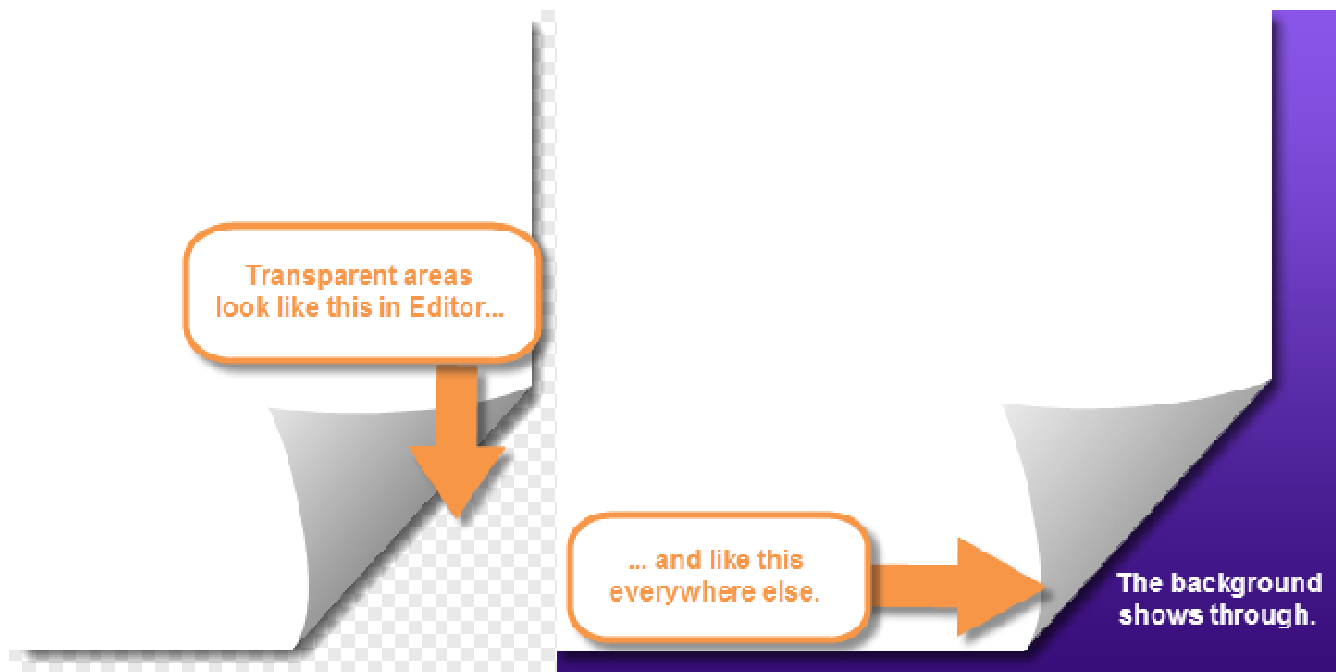 Transparent areas
look like this in Editor...
... and like this
everywhere else.
The background
shows through.